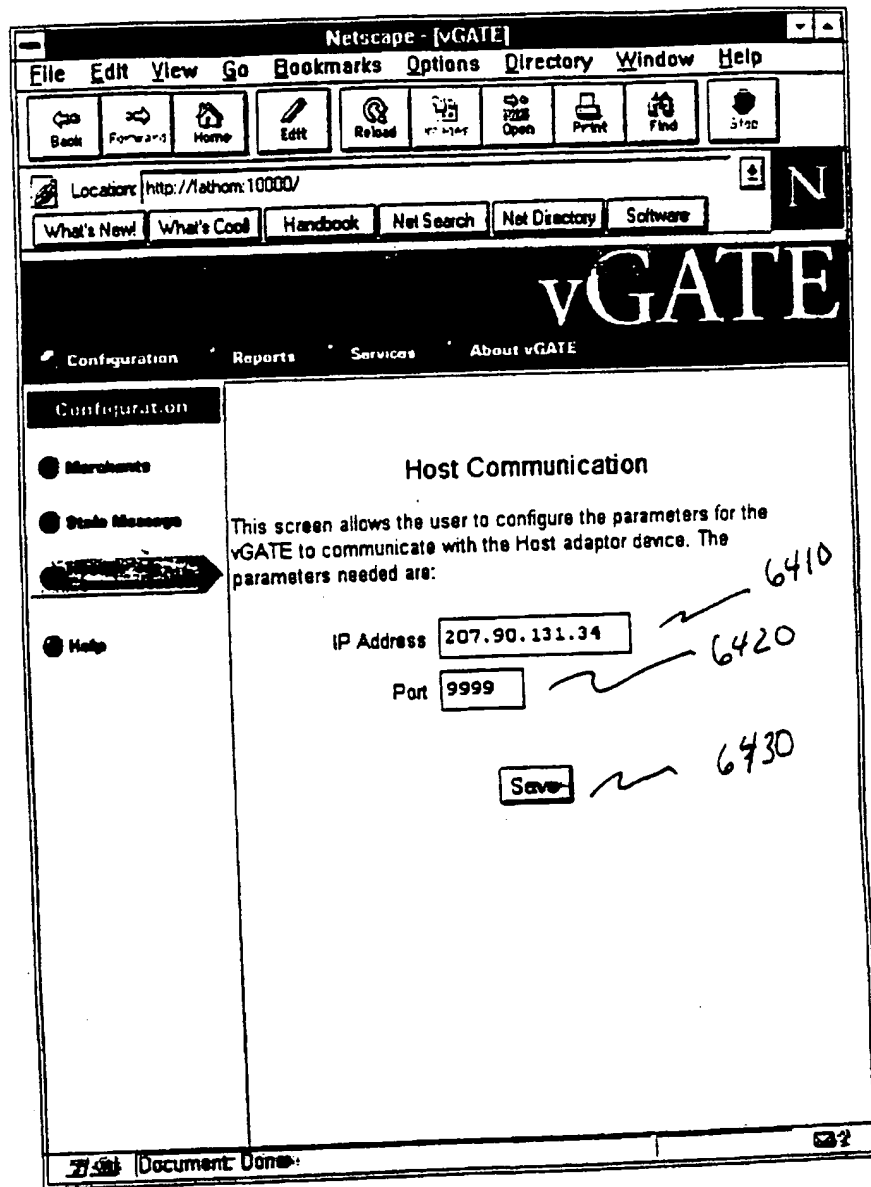 Netscape - [vGATE]
File Edit View Go Bookmarks Options Directory Window Help
Back Forward Home Edit Reload Images Open Print Find Stop
Location: http://fathom:10000/
N
What's New! What's Cool! Handbook Net Search Net Directory Software
vGATE
Configuration Reports Services About vGATE
Configuration
Merchants
Host Communication
Stale Message
This screen allows the user to configure the parameters for the
vGATE to communicate with the Host adaptor device. The
parameters needed are:
6410
Help
IP Address 207.90.131.34
6420
Port 9999
6430
Save
Document: Done